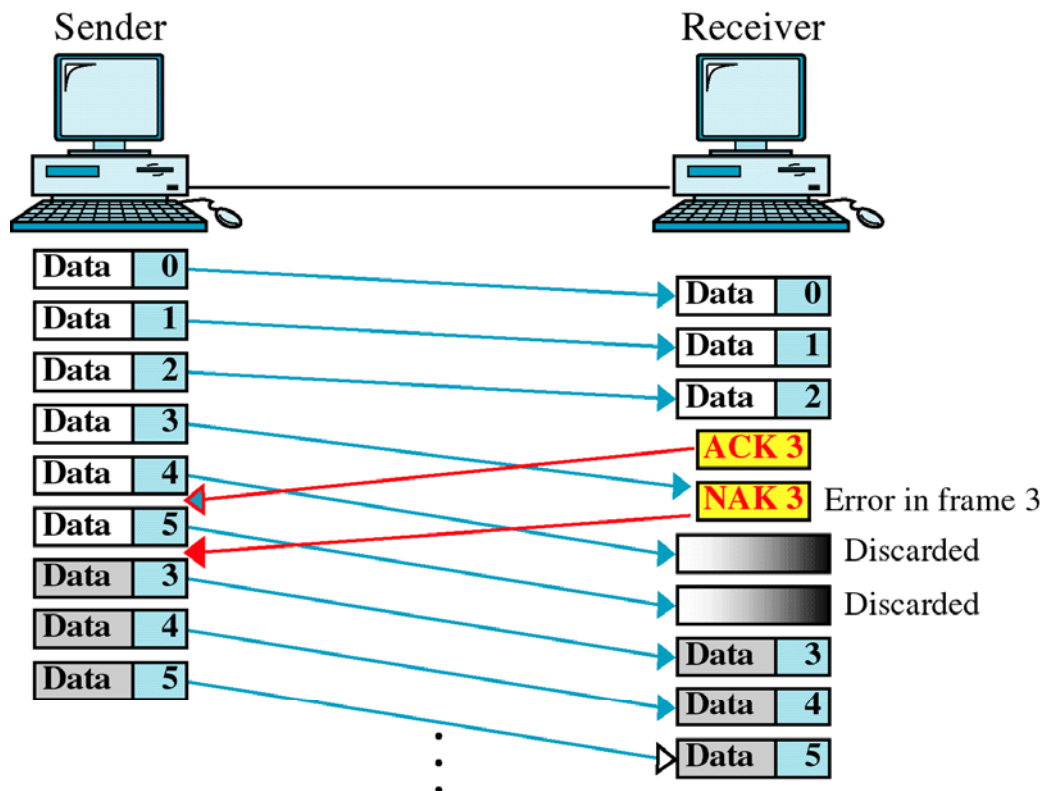 Sender
Receiver
Data 0
Data 1
Data 2
Data 3
Data 4
Data 5
Data 3
Data 4
Data 5
Data 0
Data 1
Data 2
ACK 3
NAK 3 Error in frame 3
Discarded
Discarded
Data 3
Data 4
Data 5